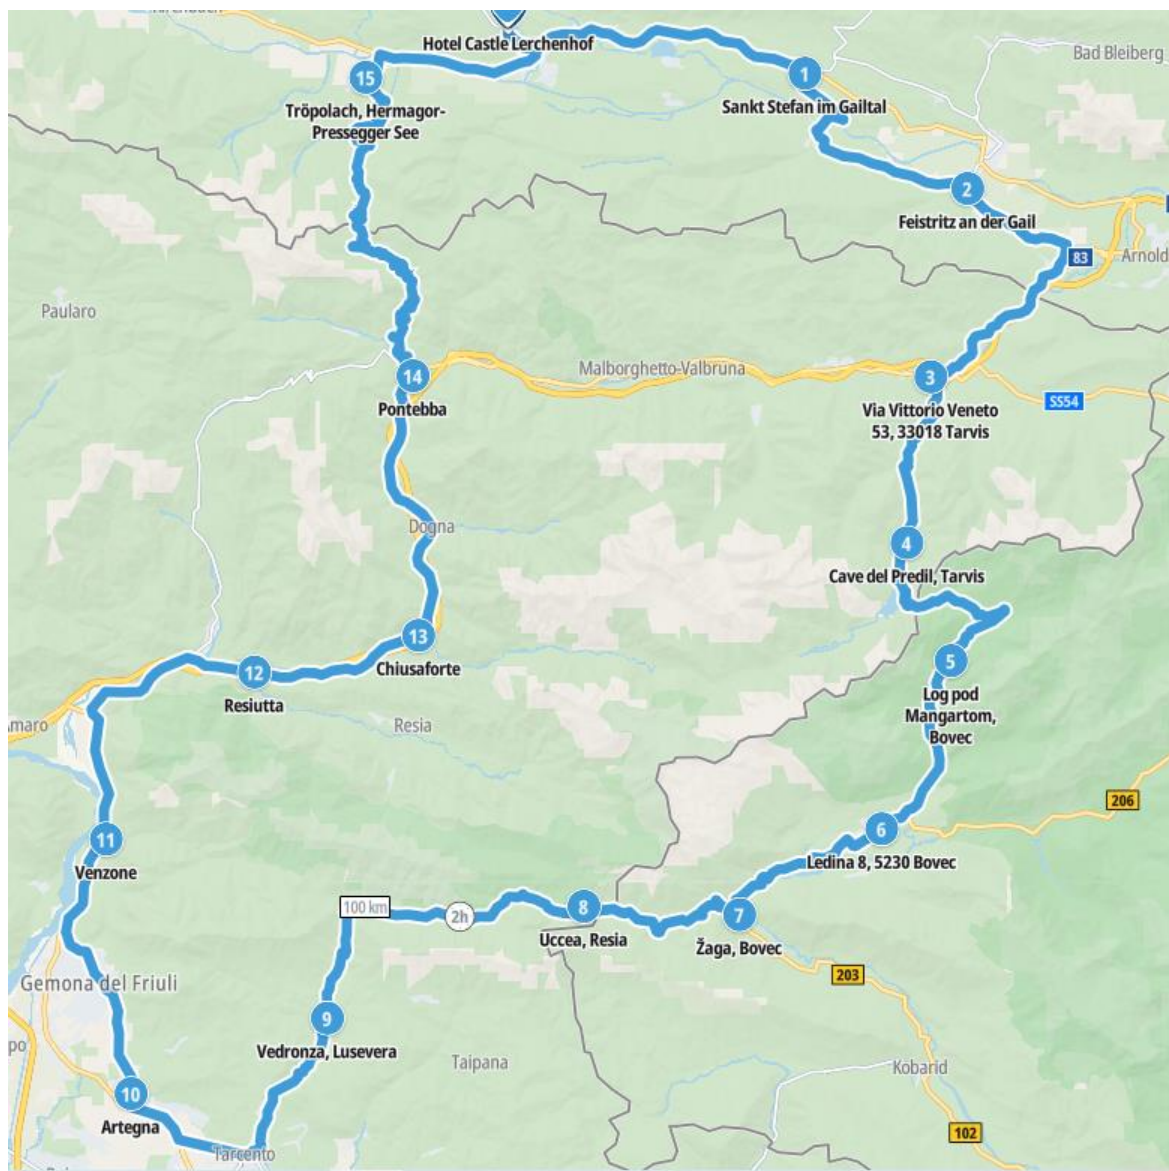 Hotel Castle Lerchenhof
Bad Bleiberg
15
1
Tröpolach, Hermagor-
Pressegger See
Sankt Stefan im Gailtal
2
Feistritz an der Gail
83
Arnold
Paularo
14
Pontebba
Malborghetto-Valbruna
3
SS54
Via Vittorio Veneto
53, 33018 Tarvis
Dogna
4
Cave del Predil, Tarvis
13
Chiusaforte
12
Resiutta
5
Log pod
Mangartom,
Bovec
Amaro
Resia
206
11
Venzone
6
Ledina 8, 5230 Bovec
100 km
2h
8
Uccea, Resia
7
Žaga, Bovec
203
Gemona del Friuli
9
Vedronza, Lusevera
Taipana
Kobarid
po
10
Artegna
Tarcento
102